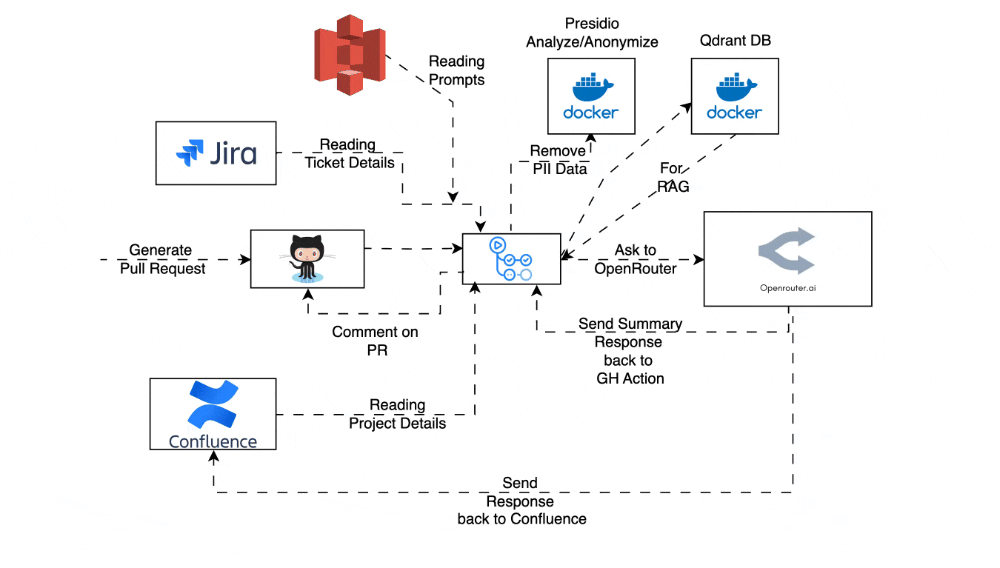 Presidio
Analyze/Anonymize
Qdrant DB
Reading
Prompts
docker
docker
Jira
Reading
Ticket Details
Remove
PII Data
For
RAG
Generate
Pull Request
Ask to
OpenRouter
Openrouter.ai
Comment on
PR
Send Summary
Response
back to
GH Action
Confluence
Reading
Project Details
Send
Response
back to Confluence